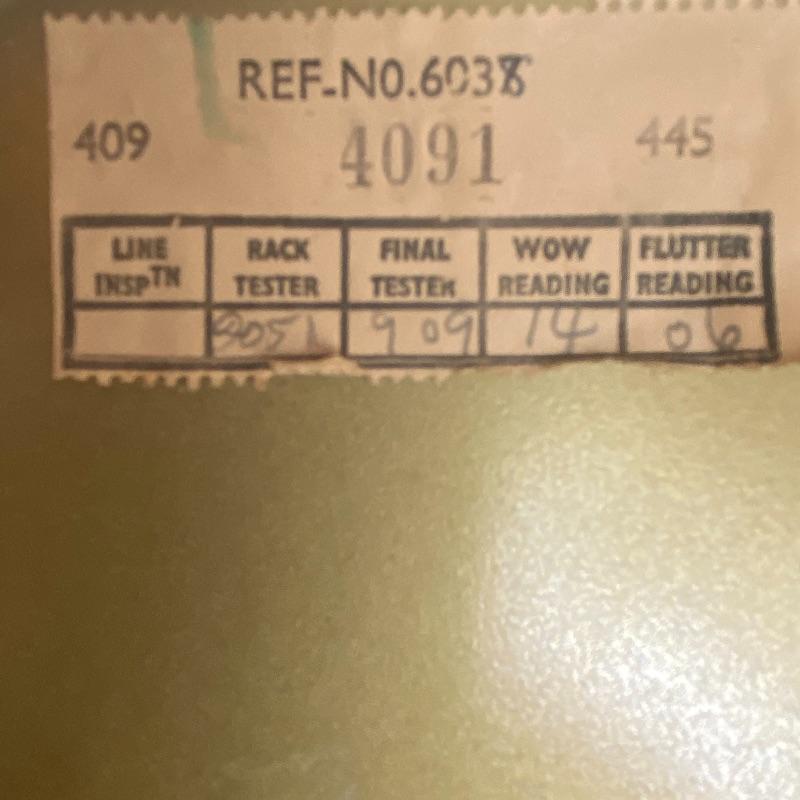 REF-NO.6038
409 4091 445
LINE INSPTN RACK TESTER FINAL TESTER WOW READING FLUTTER READING
9051 909 14 06